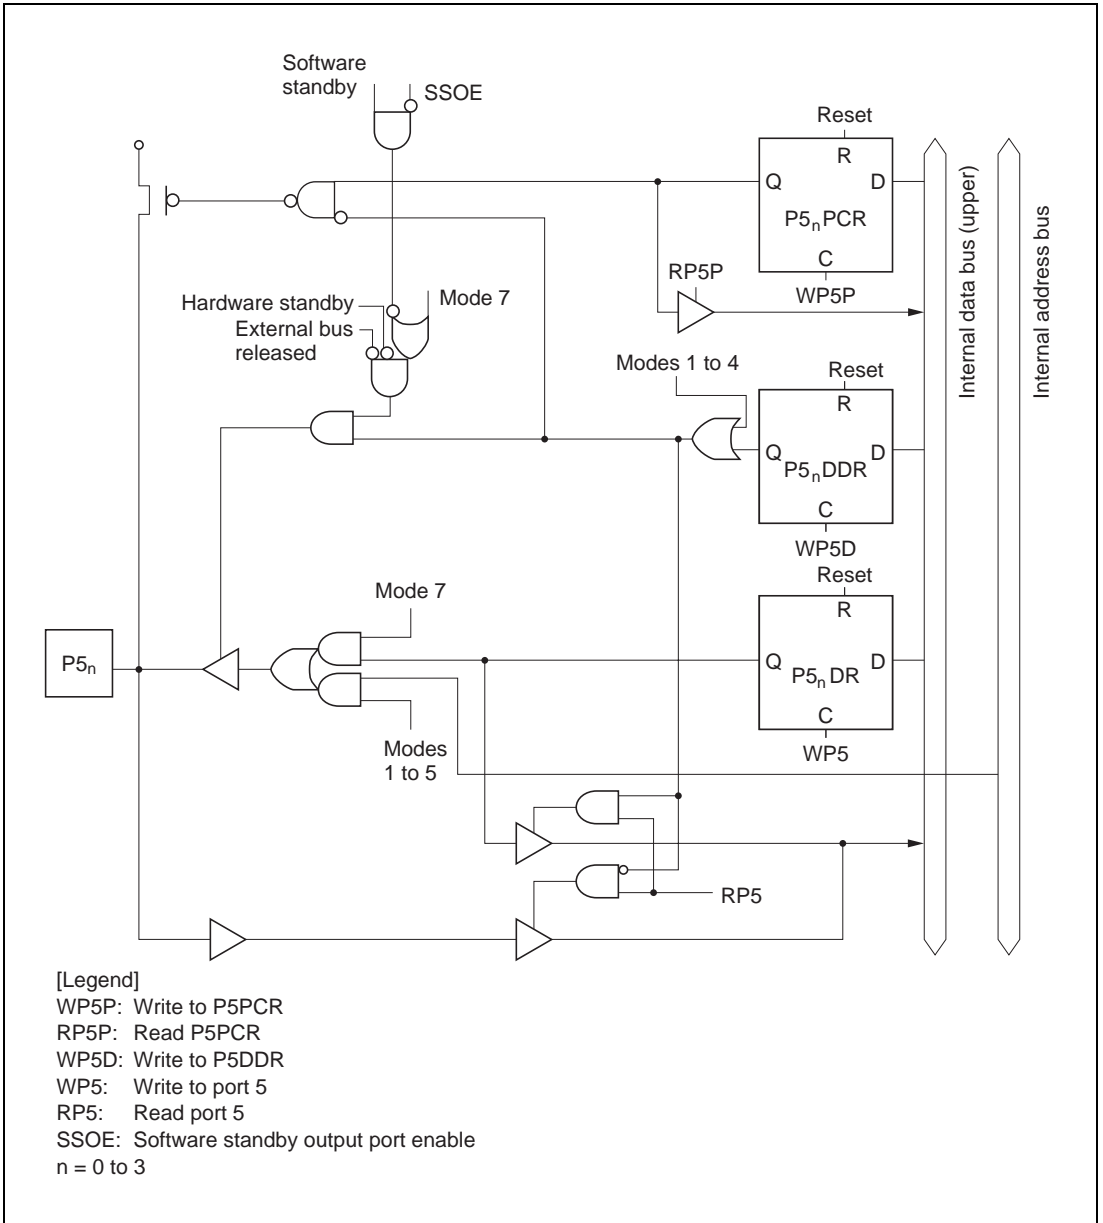 Software
standby
SSOE
Reset
R
Q
D
P5nPCR
C
WP5P
RP5P
Hardware standby
Mode 7
External bus
released
Modes 1 to 4
Reset
R
Q
D
P5nDDR
C
WP5D
Mode 7
Reset
R
P5n
Q
D
P5nDR
C
WP5
Modes
1 to 5
RP5
Internal data bus (upper)
Internal address bus
[Legend]
WP5P: Write to P5PCR
RP5P: Read P5PCR
WP5D: Write to P5DDR
WP5: Write to port 5
RP5: Read port 5
SSOE: Software standby output port enable
n = 0 to 3